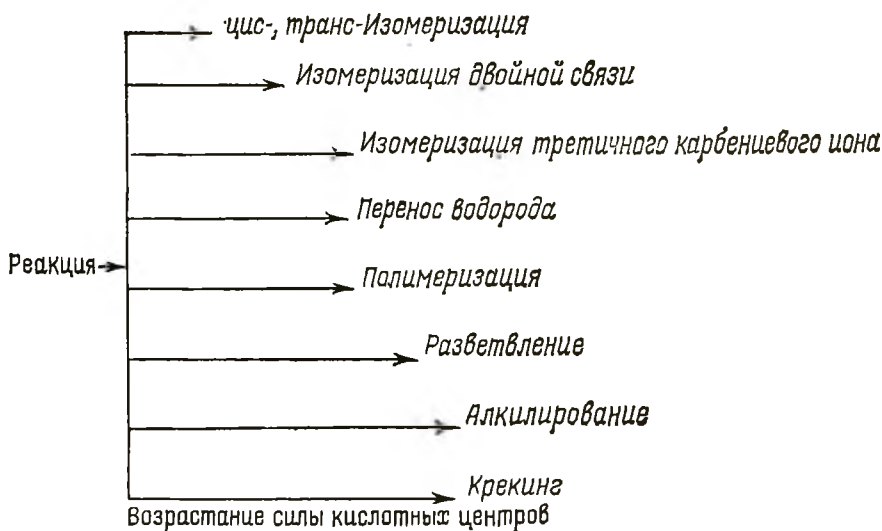 цис-, транс-Изомеризация
Изомеризация двойной связи
Изомеризация третичного карбениевого иона
Перенос водорода
Реакция
Полимеризация
Разветвление
Алкилирование
Крекинг
Возрастание силы кислотных центров